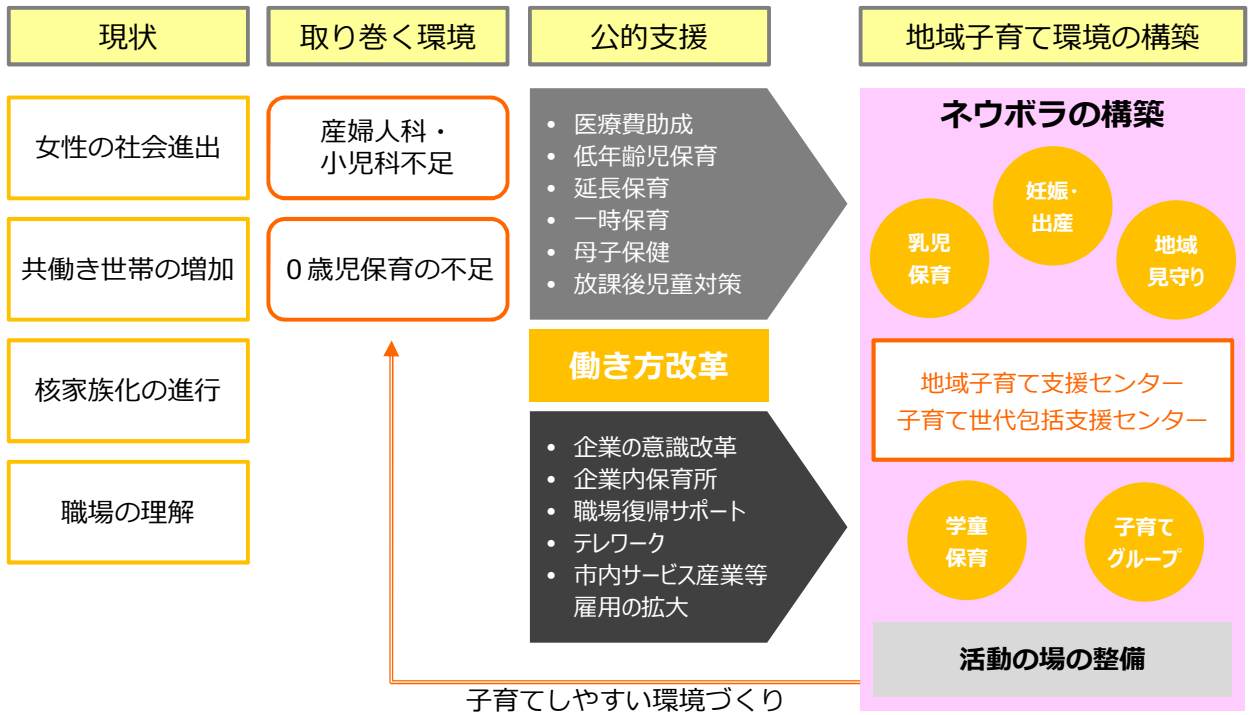 現状
取り巻く環境
公的支援
地域子育て環境の構築
女性の社会進出
共働き世帯の増加
核家族化の進行
職場の理解
産婦人科・
小児科不足
０歳児保育の不足
• 医療費助成
• 低年齢児保育
• 延長保育
• 一時保育
• 母子保健
• 放課後児童対策
働き方改革
• 企業の意識改革
• 企業内保育所
• 職場復帰サポート
• テレワーク
• 市内サービス産業等
雇用の拡大
ネウボラの構築
妊娠・
出産
乳児
保育
地域
見守り
地域子育て支援センター
子育て世代包括支援センター
学童
保育
子育て
グループ
活動の場の整備
子育てしやすい環境づくり